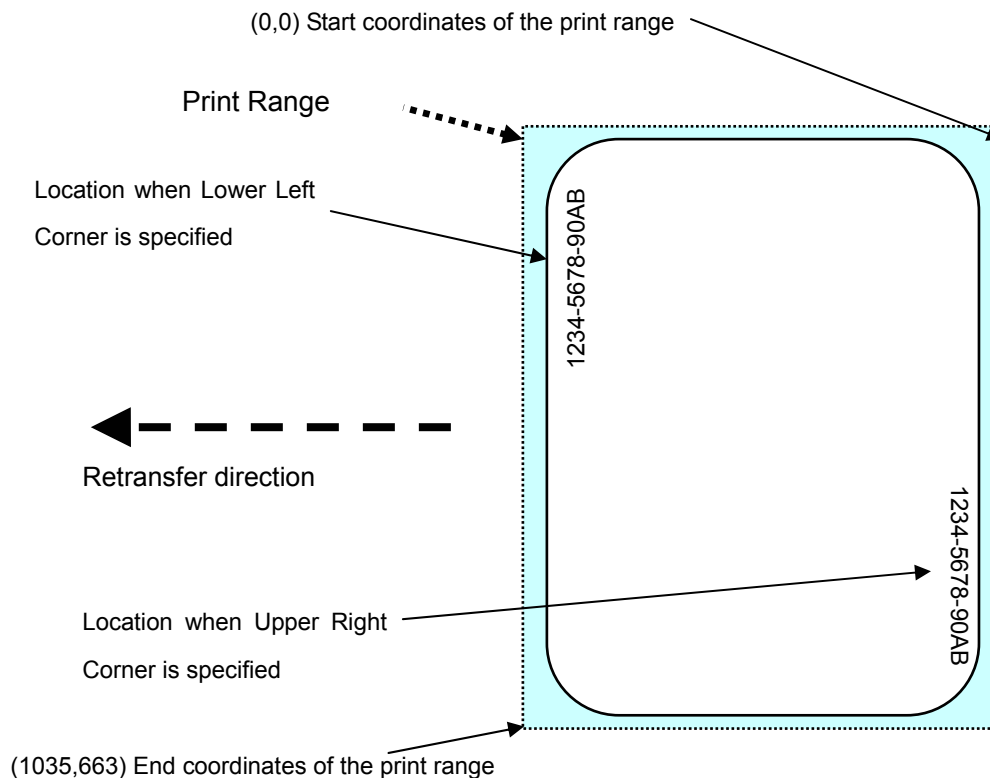 (0,0) Start coordinates of the print range
Print Range
Location when Lower Left
Corner is specified
1234-5678-90AB
Retransfer direction
1234-5678-90AB
Location when Upper Right
Corner is specified
(1035,663) End coordinates of the print range